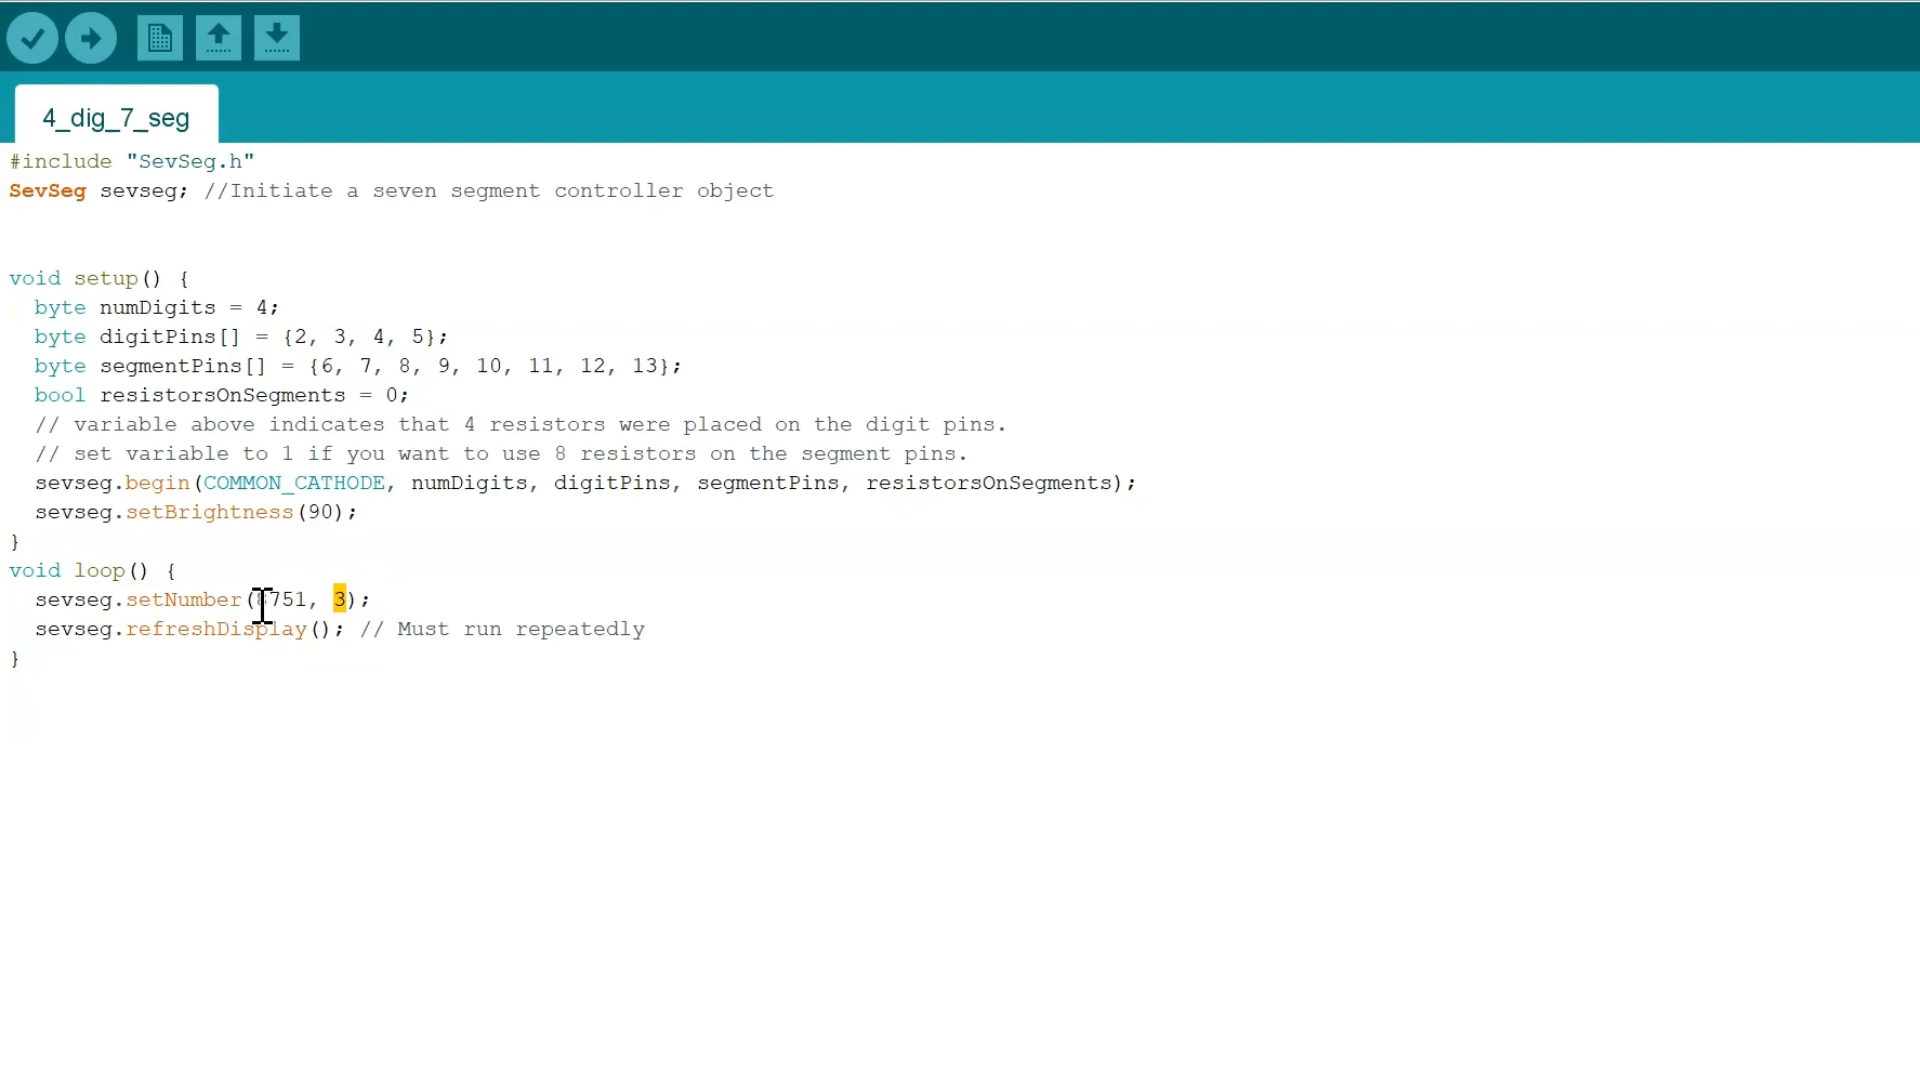 4_dig_7_seg
#include "SevSeg.h"
SevSeg sevseg; //Initiate a seven segment controller object
void setup() {
byte numDigits = 4;
byte digitPins[] = {2, 3, 4, 5};
byte segmentPins[] = {6, 7, 8, 9, 10, 11, 12, 13};
bool resistorsOnSegments = 0;
// variable above indicates that 4 resistors were placed on the digit pins.
// set variable to 1 if you want to use 8 resistors on the segment pins.
sevseg.begin(COMMON_CATHODE, numDigits, digitPins, segmentPins, resistorsOnSegments);
sevseg.setBrightness(90);
}
void loop() {
sevseg.setNumber( 3);
sevseg.refreshDisplay(); // Must run repeatedly
}